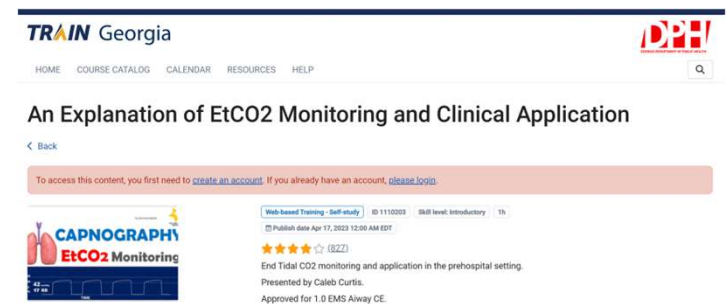 TRAIN Georgia
DPH
HOME COURSE CATALOG CALENDAR RESOURCES HELP
An Explanation of EtCO2 Monitoring and Clinical Application
Back
To access this content, you first need to create an account. If you already have an account, please login.
Web-based Training - Self-study ID 1110203 Skill level: Introductory 1h
Publish date Apr 17, 2023 12:00 AM EDT
(827)
End Tidal CO2 monitoring and application in the prehospital setting.
Presented by Caleb Curtis.
Approved for 1.0 EMS Aiway CE.
CAPNOGRAPHY
EtCO2 Monitoring
42
TIME